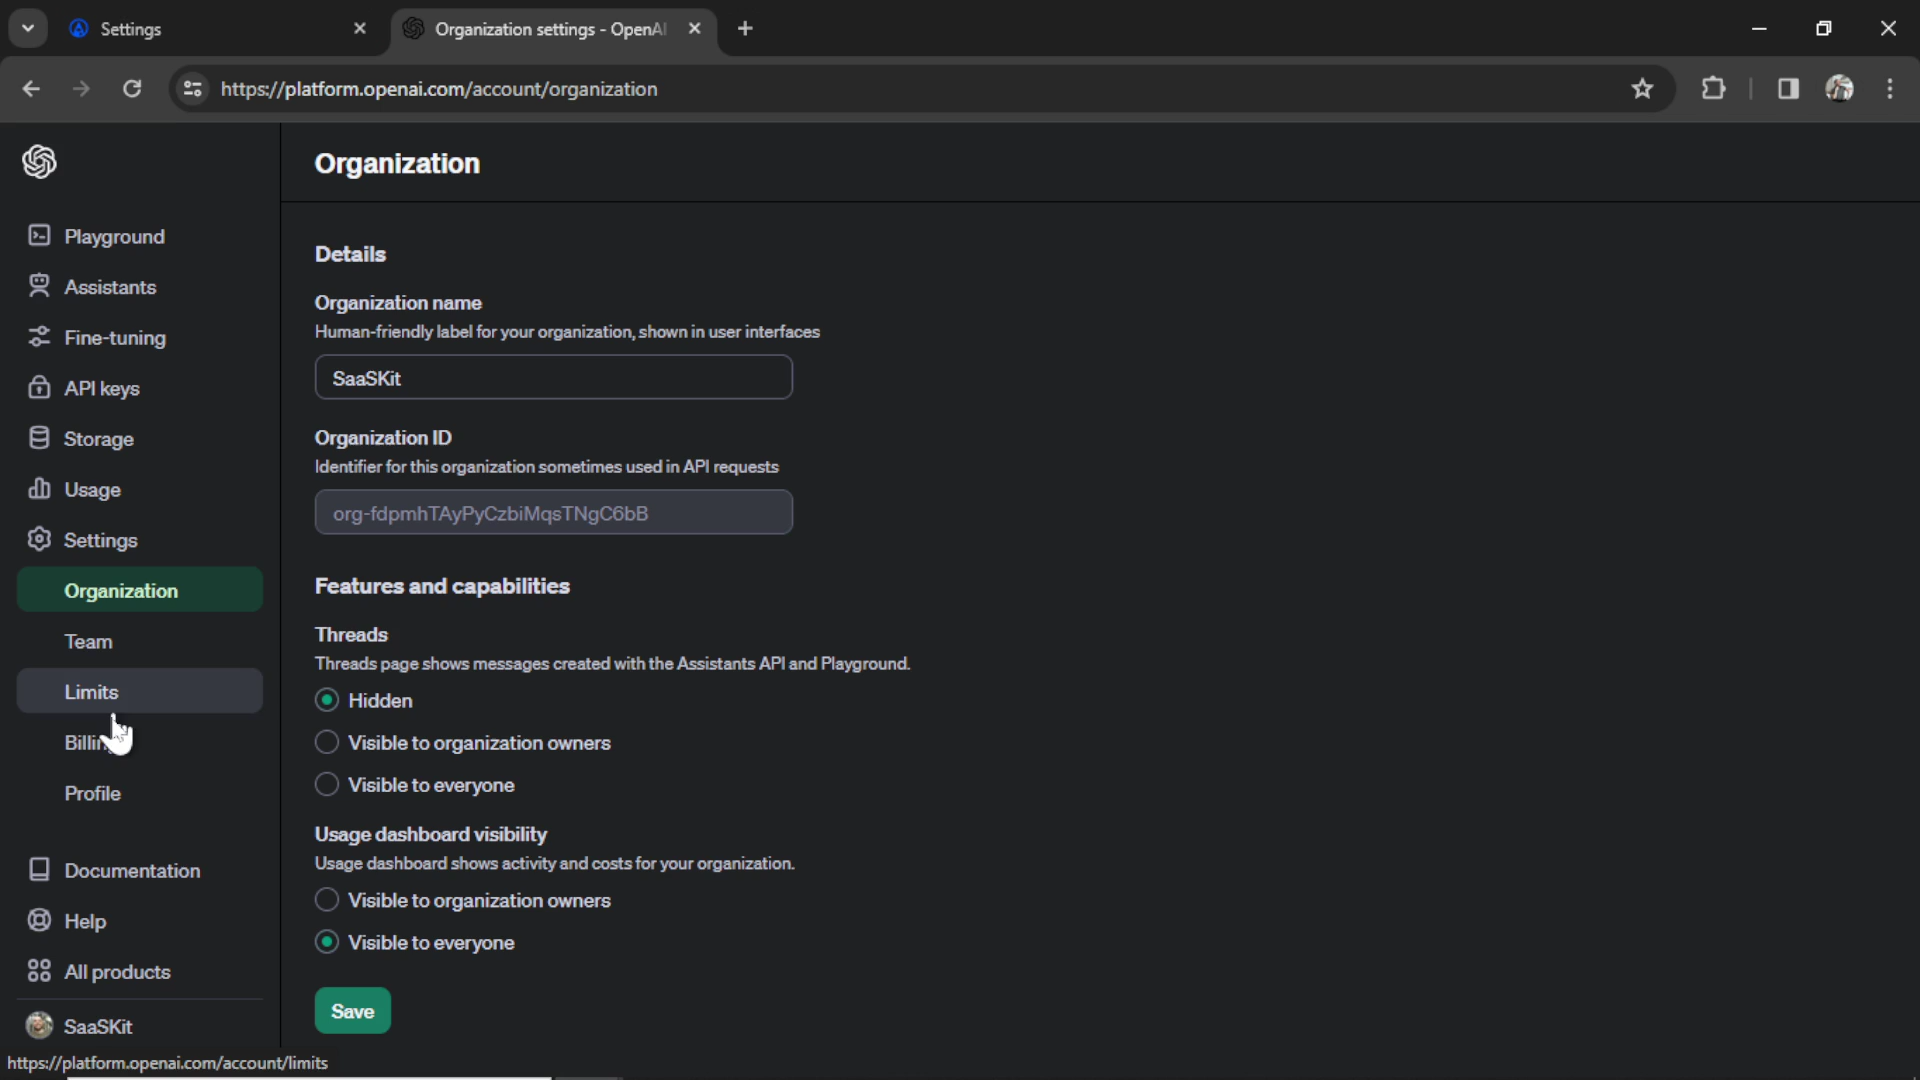 Settings
Organization settings - OpenAI
https://platform.openai.com/account/organization
Organization
Playground
Assistants
Fine-tuning
API keys
Storage
Usage
Settings
Organization
Team
Limits
Billing
Profile
Documentation
Help
All products
SaaSKit
https://platform.openai.com/account/limits
Details
Organization name
Human-friendly label for your organization, shown in user interfaces
SaaSKit
Organization ID
Identifier for this organization sometimes used in API requests
org-fdpmhTAyPyCzbiMqsTNgC6bB
Features and capabilities
Threads
Threads page shows messages created with the Assistants API and Playground.
Hidden
Visible to organization owners
Visible to everyone
Usage dashboard visibility
Usage dashboard shows activity and costs for your organization.
Visible to organization owners
Visible to everyone
Save